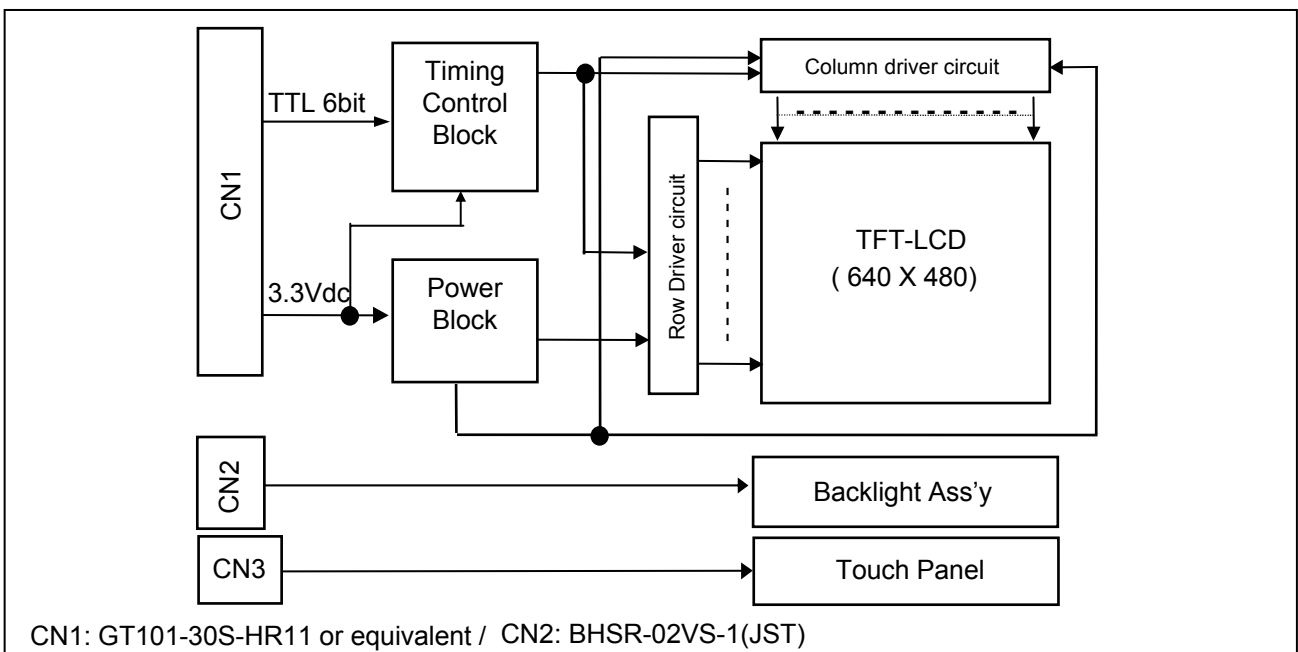 CN1
TTL 6bit
3.3Vdc
Timing
Control
Block
Power
Block
Row Driver circuit
Column driver circuit
TFT-LCD
( 640 X 480)
CN2
Backlight Ass’y
CN3
Touch Panel
CN1: GT101-30S-HR11 or equivalent / CN2: BHSR-02VS-1(JST)